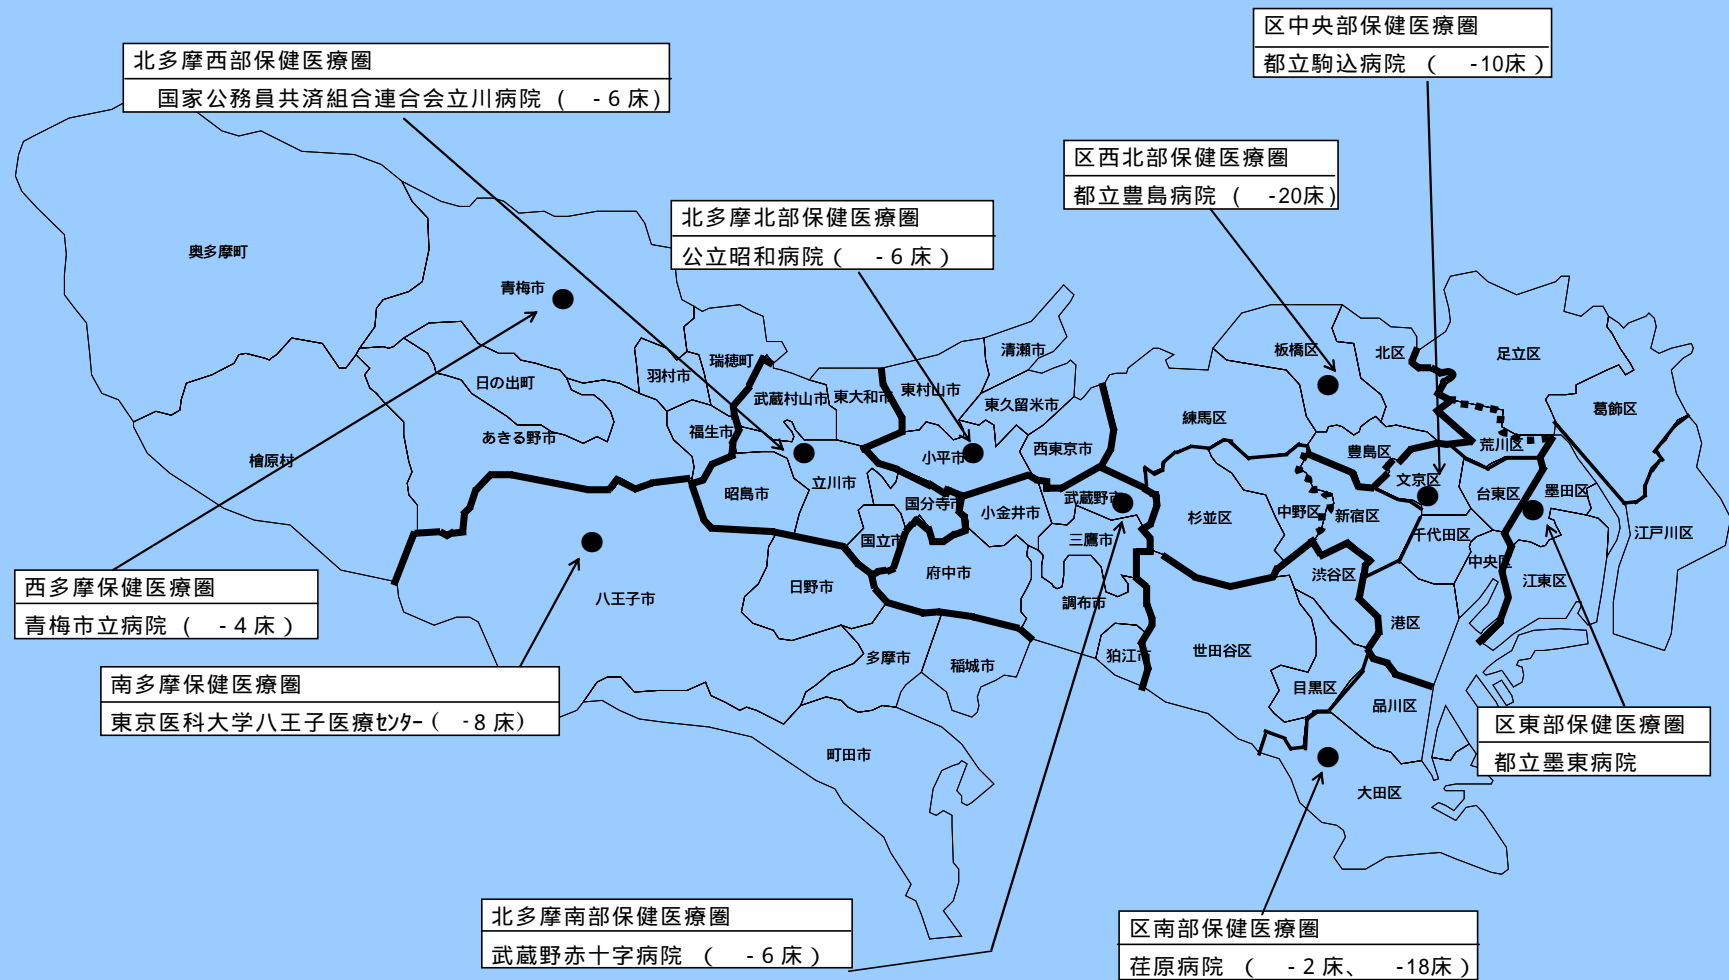 区中央部保健医療圏
都立駒込病院 ( -10床)
北多摩西部保健医療圏
国家公務員共済組合連合会立川病院 ( -6床)
区西北部保健医療圏
都立豊島病院 ( -20床)
北多摩北部保健医療圏
公立昭和病院 ( -6床)
奥多摩町
青梅市
瑞穂町
羽村市
日の出町
あきる野市
福生市
檜原村
武蔵村山市
東大和市
東村山市
清瀬市
東久留米市
西東京市
小平市
立川市
昭島市
国分寺市
国立市
小金井市
武蔵野市
三鷹市
府中市
調布市
狛江市
日野市
八王子市
多摩市
稲城市
町田市
板橋区
北区
足立区
葛飾区
練馬区
豊島区
荒川区
文京区
台東区
墨田区
江戸川区
杉並区
中野区
新宿区
千代田区
中央区
江東区
渋谷区
港区
世田谷区
目黒区
品川区
大田区
西多摩保健医療圏
青梅市立病院 ( -4床)
南多摩保健医療圏
東京医科大学八王子医療センター ( -8床)
区東部保健医療圏
都立墨東病院
北多摩南部保健医療圏
武蔵野赤十字病院 ( -6床)
区南部保健医療圏
荏原病院 ( -2床、 -18床)